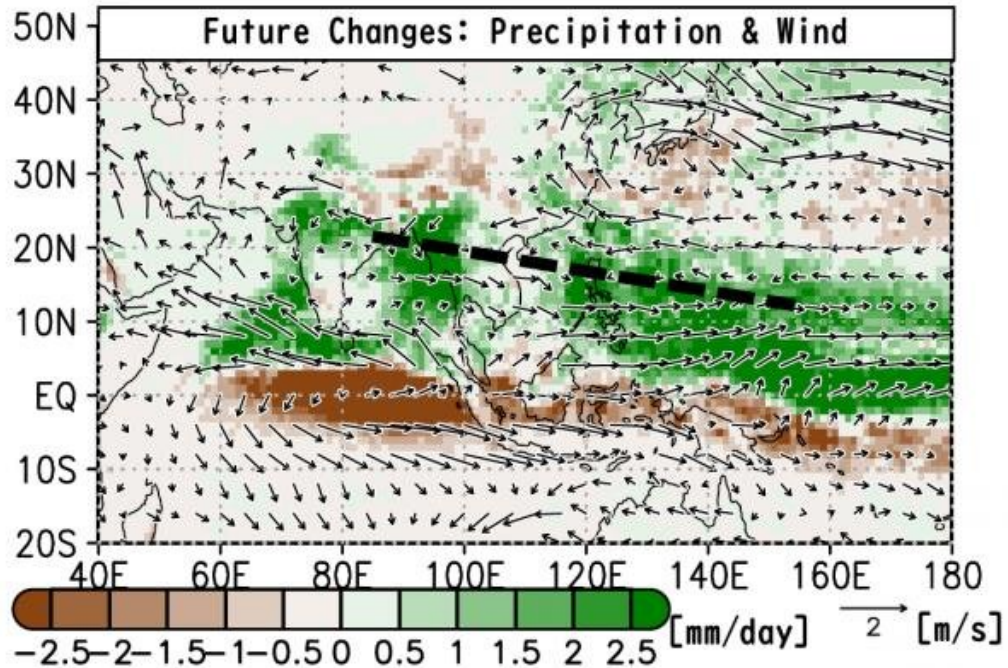 Future Changes: Precipitation & Wind
50N
40N
30N
20N
10N
EQ
10S
20S
40E 60E 80E 100E 120E 140E 160E 180
[mm/day] 2 [m/s]
−2.5 −2 −1.5 −1 −0.5 0 0.5 1 1.5 2 2.5